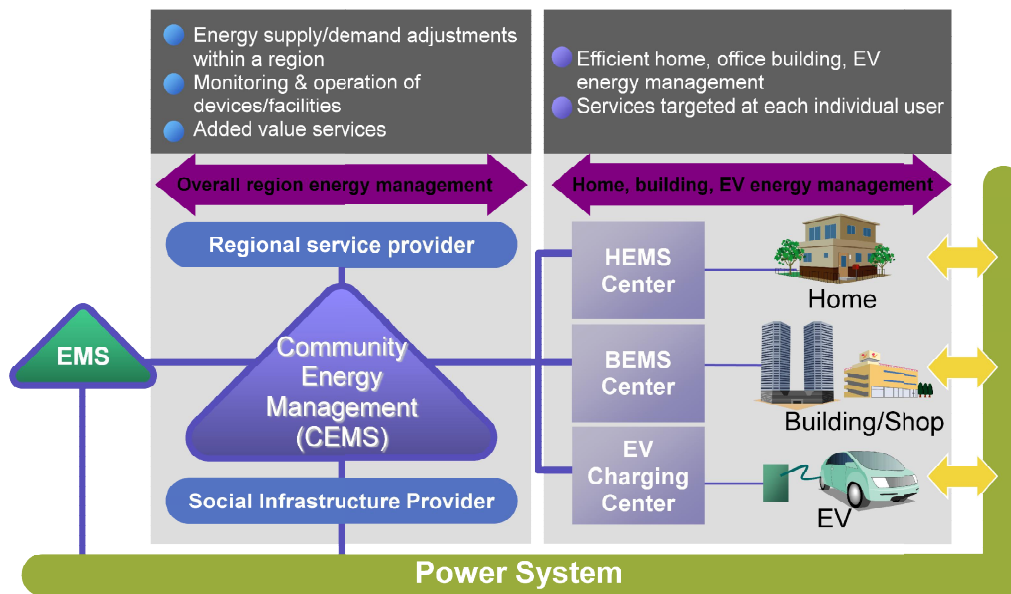 Energy supply/demand adjustments
within a region
Monitoring & operation of
devices/facilities
Added value services
Efficient home, office building, EV
energy management
Services targeted at each individual user
Overall region energy management
Home, building, EV energy management
Regional service provider
HEMS
Center
Home
EMS
Community
Energy
Management
(CEMS)
BEMS
Center
Building/Shop
EV
Charging
Center
EV
Social Infrastructure Provider
Power System